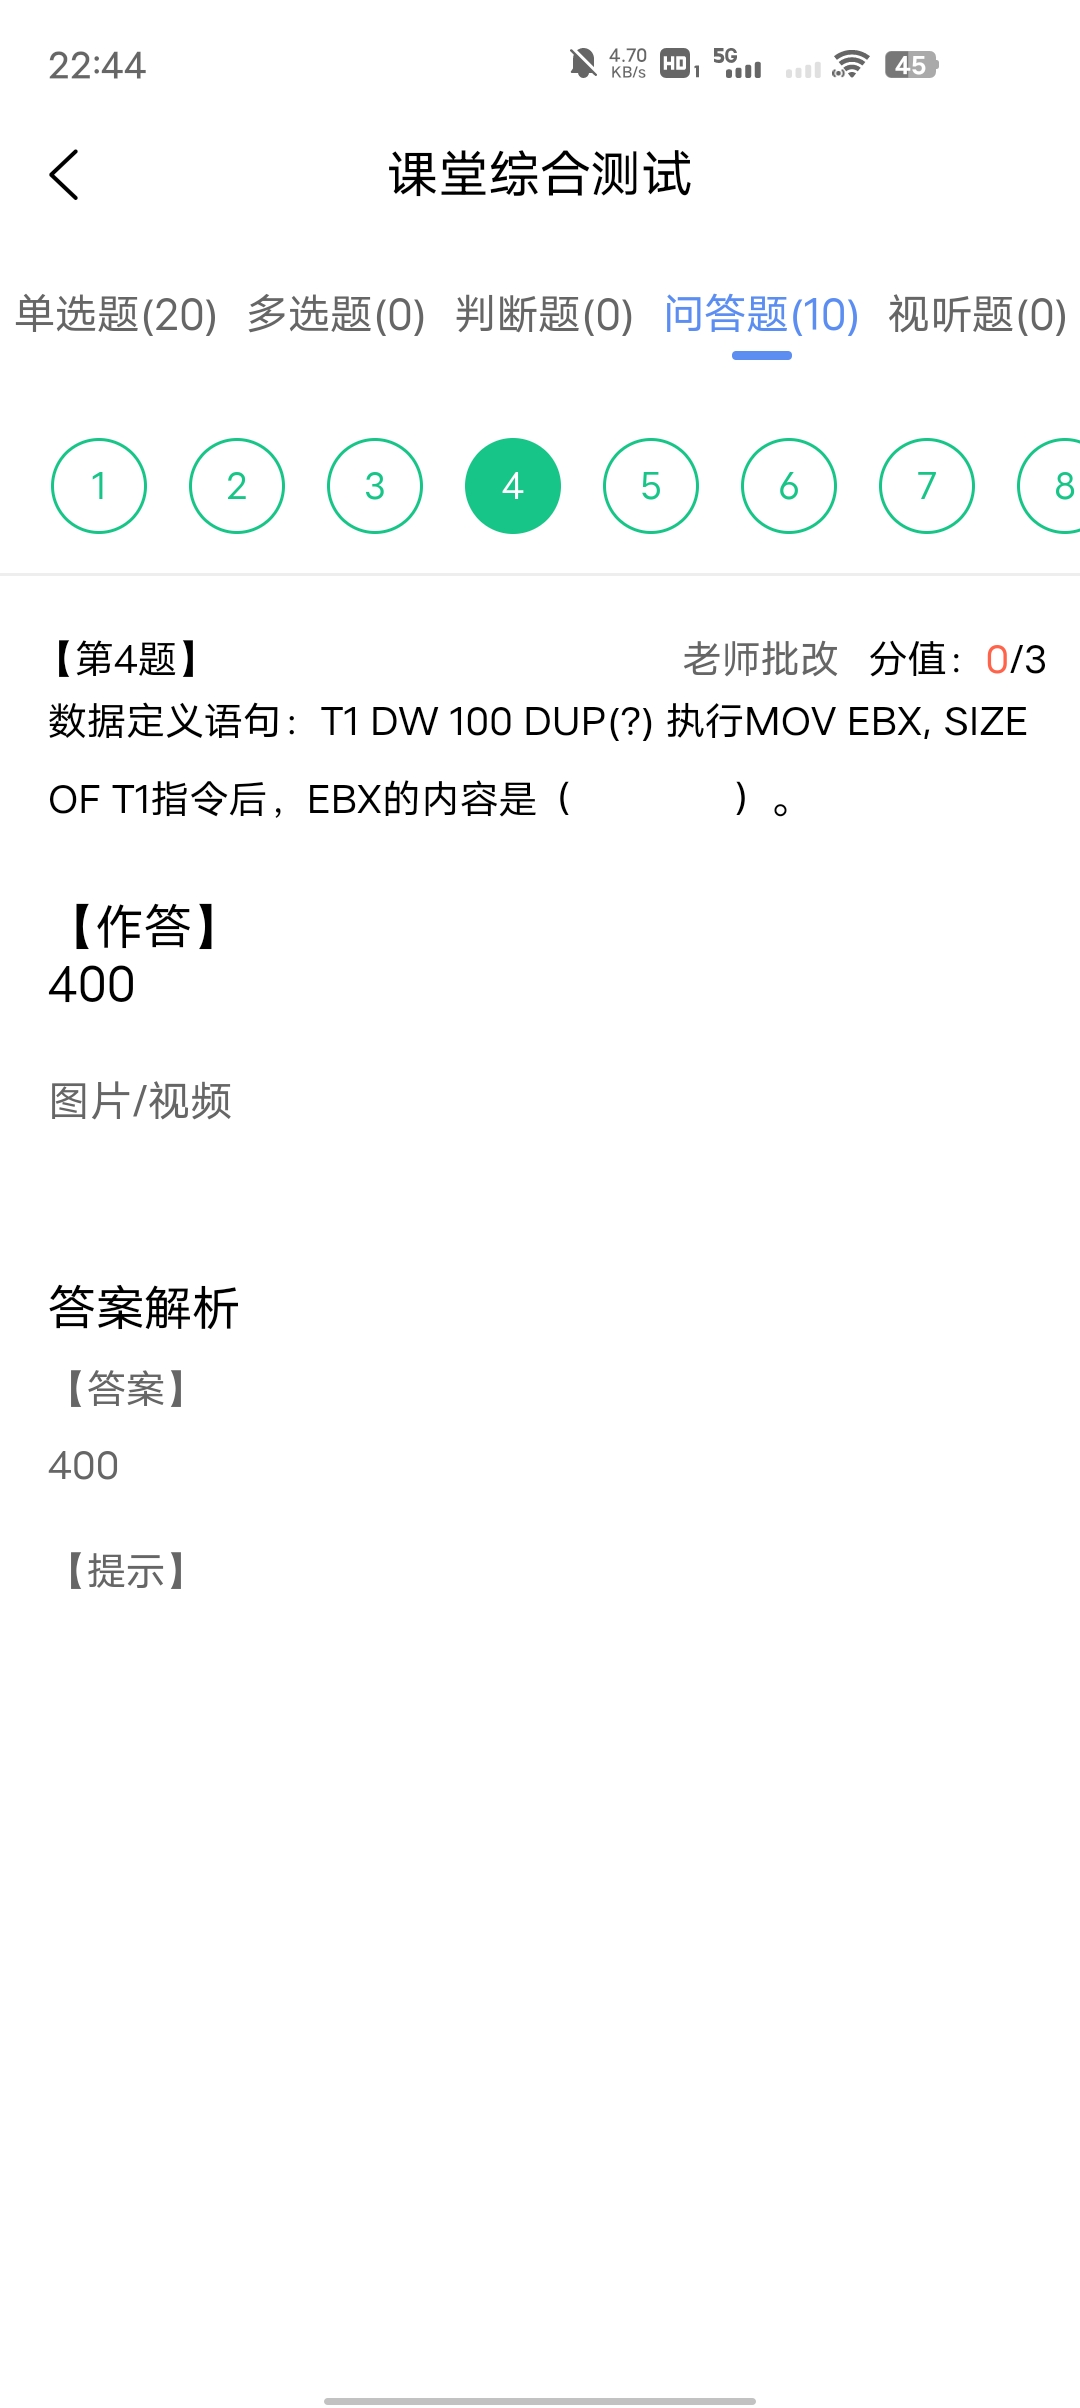 22:44
4.70 KB/s HD 1 5G 45
课堂综合测试
单选题(20) 多选题(0) 判断题(0) 问答题(10) 视听题(0)
1 2 3 4 5 6 7 8
【第4题】 老师批改 分值：0/3
数据定义语句：T1 DW 100 DUP(?) 执行MOV EBX, SIZE
OF T1指令后，EBX的内容是（ ）。
【作答】
400
图片/视频
答案解析
【答案】
400
【提示】